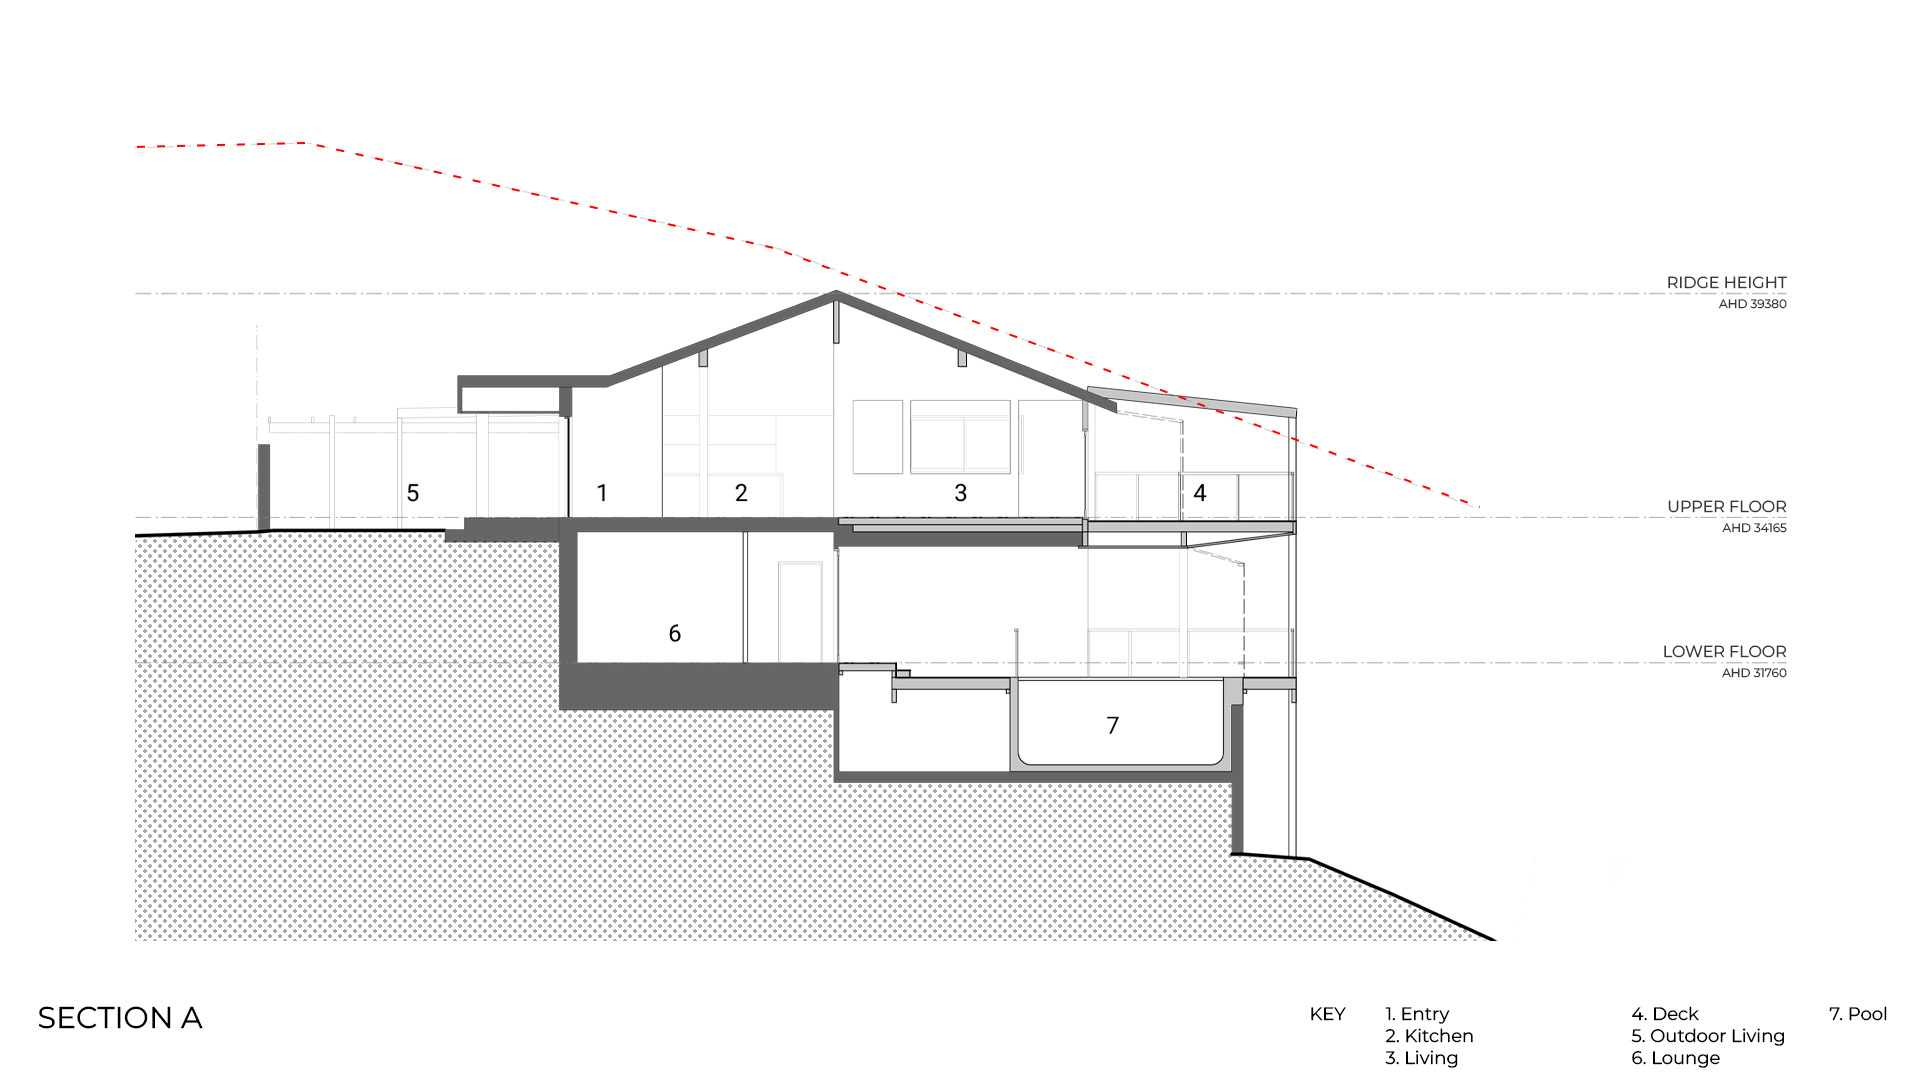 RIDGE HEIGHT
AHD 39380
5
1
2
3
4
UPPER FLOOR
AHD 34165
6
LOWER FLOOR
AHD 31760
7
SECTION A
KEY
1. Entry
2. Kitchen
3. Living
4. Deck
5. Outdoor Living
6. Lounge
7. Pool